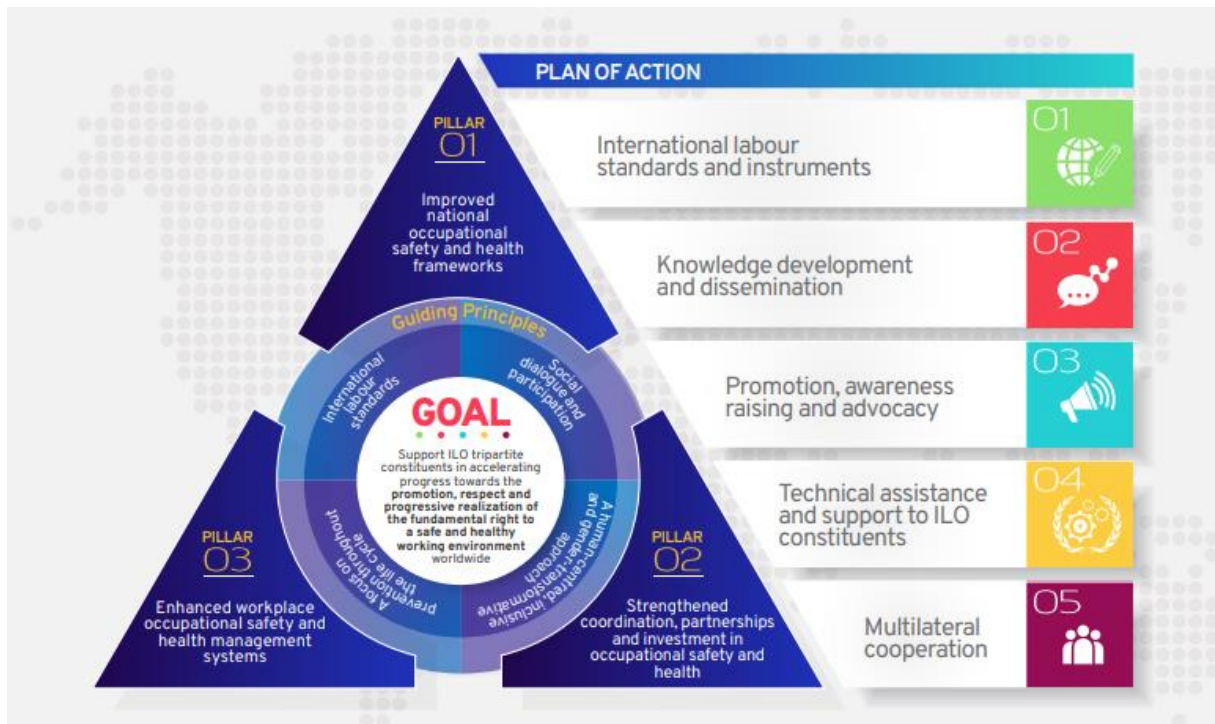 PLAN OF ACTION
PILLAR
01
Improved
national
occupational
safety and health
frameworks
Guiding Principles
International
labour
standards
Social
dialogue and
participation
A human-centred, inclusive
and gender-transformative
approach
A focus on
prevention throughout
the life cycle
GOAL
Support ILO tripartite
constituents in accelerating
progress towards the
promotion, respect and
progressive realization of
the fundamental right to
a safe and healthy
working environment
worldwide
PILLAR
02
Strengthened
coordination, partnerships
and investment in
occupational safety and
health
PILLAR
03
Enhanced workplace
occupational safety and
health management
systems
International labour
standards and instruments
01
Knowledge development
and dissemination
02
Promotion, awareness
raising and advocacy
03
Technical assistance
and support to ILO
constituents
04
Multilateral
cooperation
05